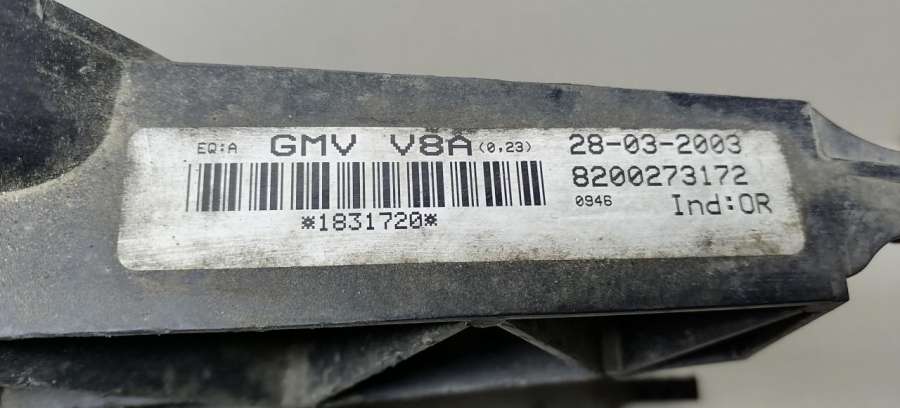 EQ:A GMV V8A (0,23) 28-03-2003
8200273172
0946 Ind:OR
*1831720*